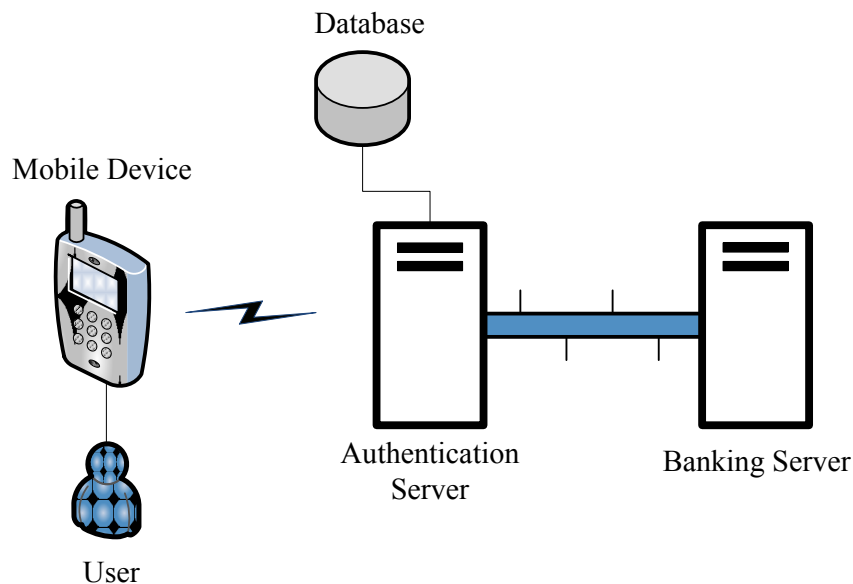 Database
Mobile Device
Authentication
Server
Banking Server
User